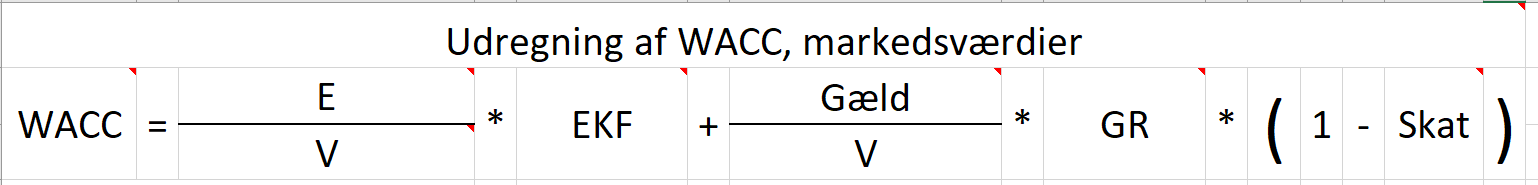 Udregning af WACC, markedsværdier
WACC = E / V * EKF + Gæld / V * GR * ( 1 - Skat )